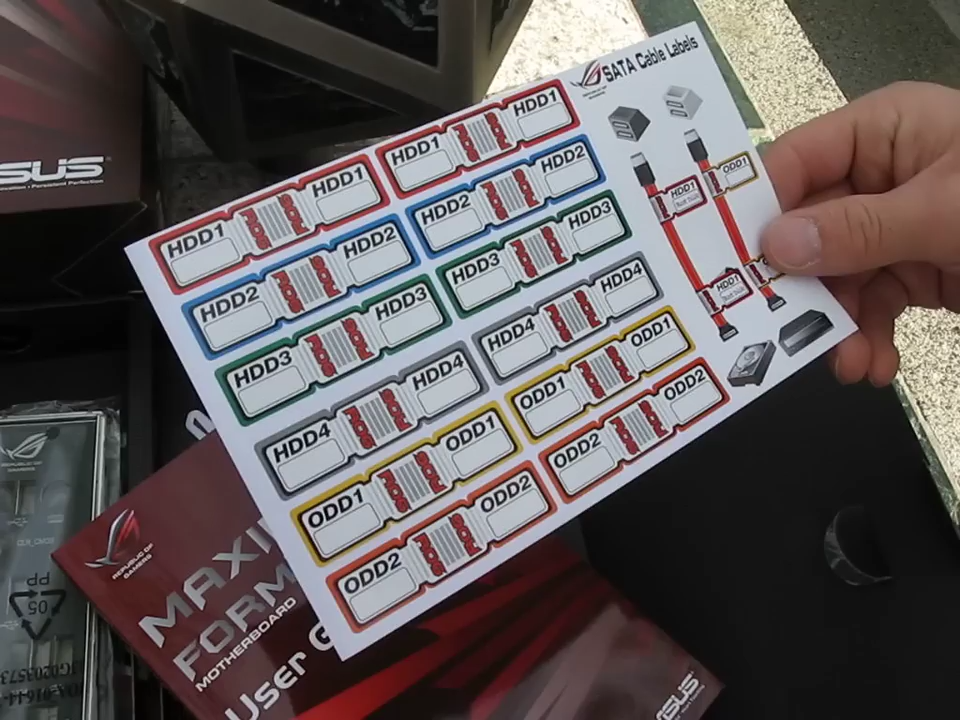 SATA Cable Labels
HDD1 HDD1 HDD1 HDD1
HDD2 HDD2 HDD2 HDD2
HDD3 HDD3 HDD3 HDD3
HDD4 HDD4 HDD4 HDD4
ODD1 ODD1 ODD1 ODD1
ODD2 ODD2 ODD2 ODD2
HDD1
ODD1
HDD1
SUS
REPUBLIC OF
GAMERS
MAXI
FORM
MOTHERBOARD
User G
PP
05